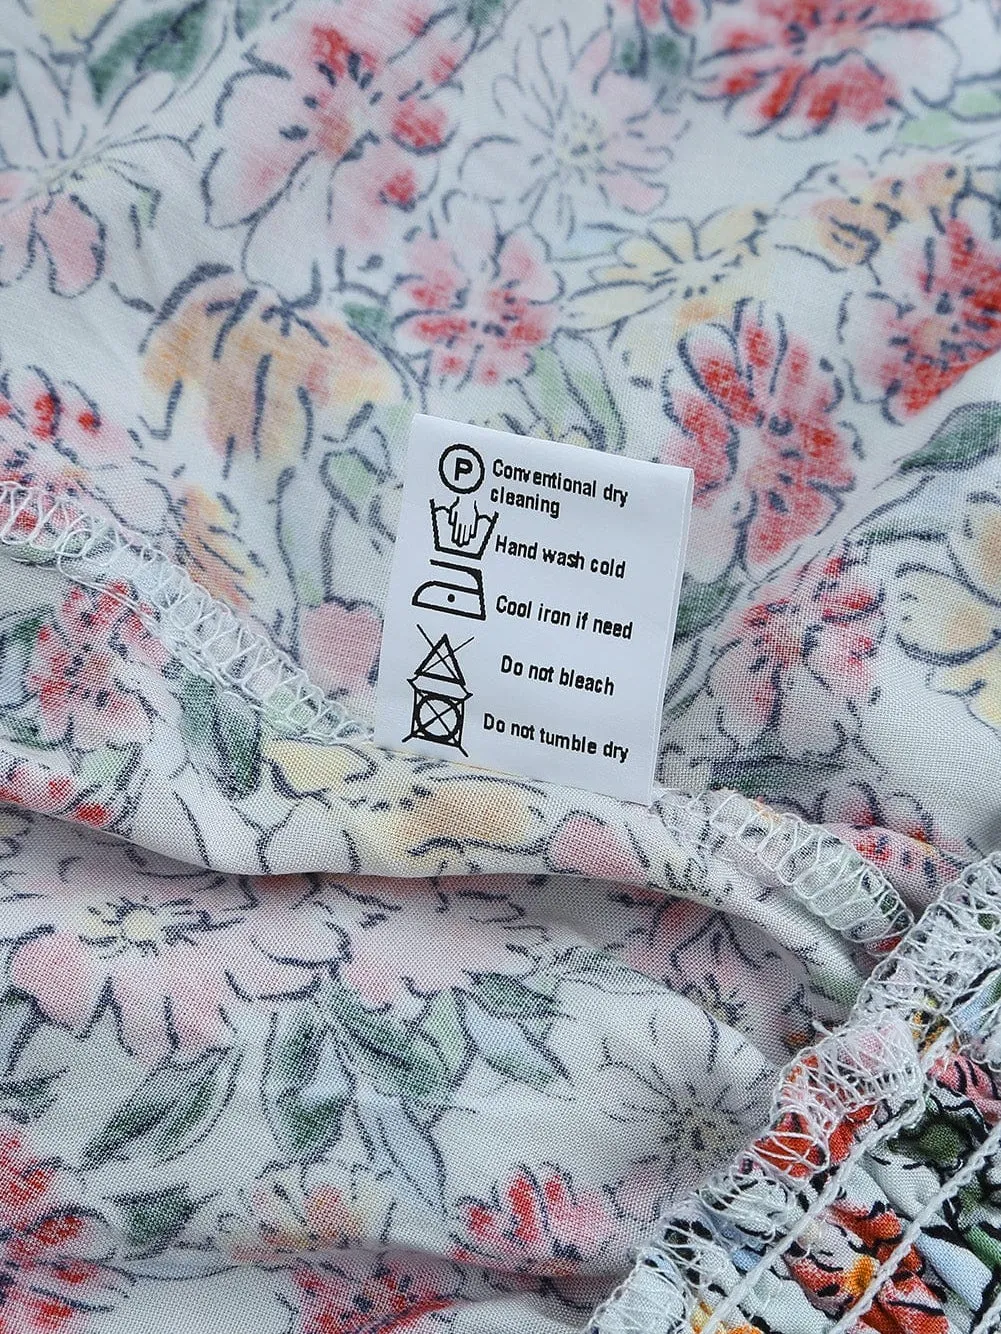 P Conventional dry
cleaning
Hand wash cold
Cool iron if need
Do not bleach
Do not tumble dry